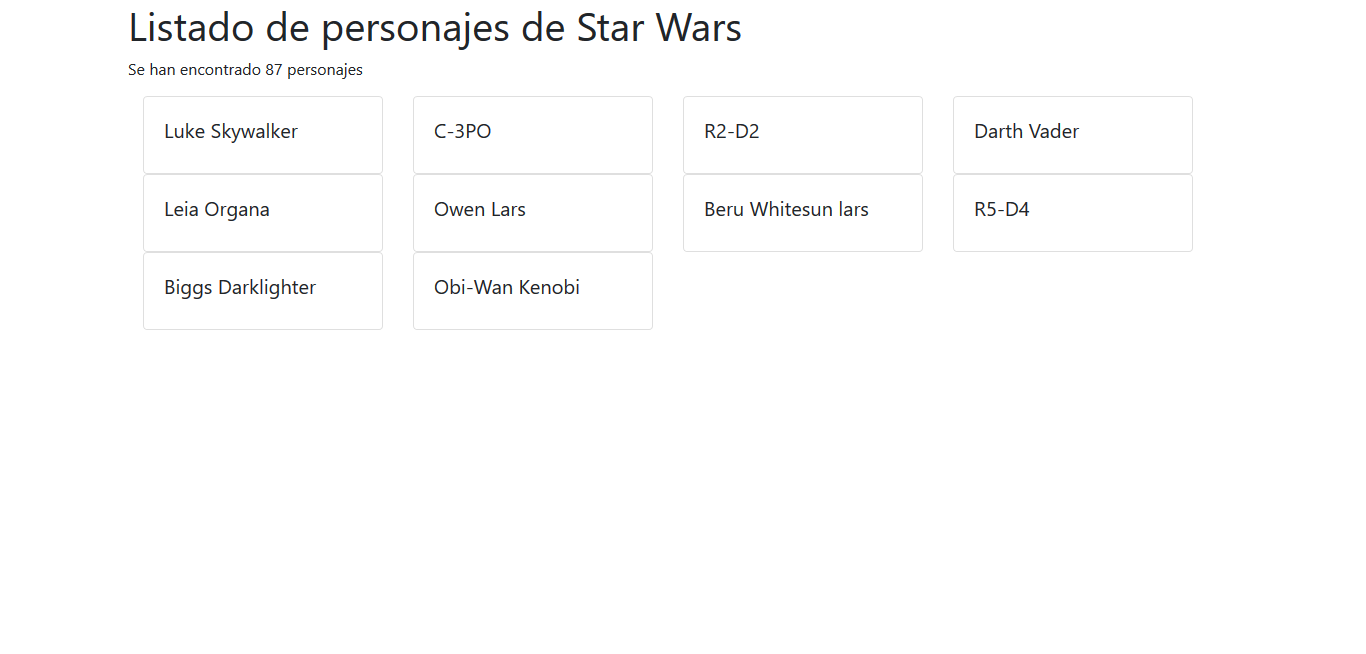 Listado de personajes de Star Wars
Se han encontrado 87 personajes
Luke Skywalker
C-3PO
R2-D2
Darth Vader
Leia Organa
Owen Lars
Beru Whitesun lars
R5-D4
Biggs Darklighter
Obi-Wan Kenobi